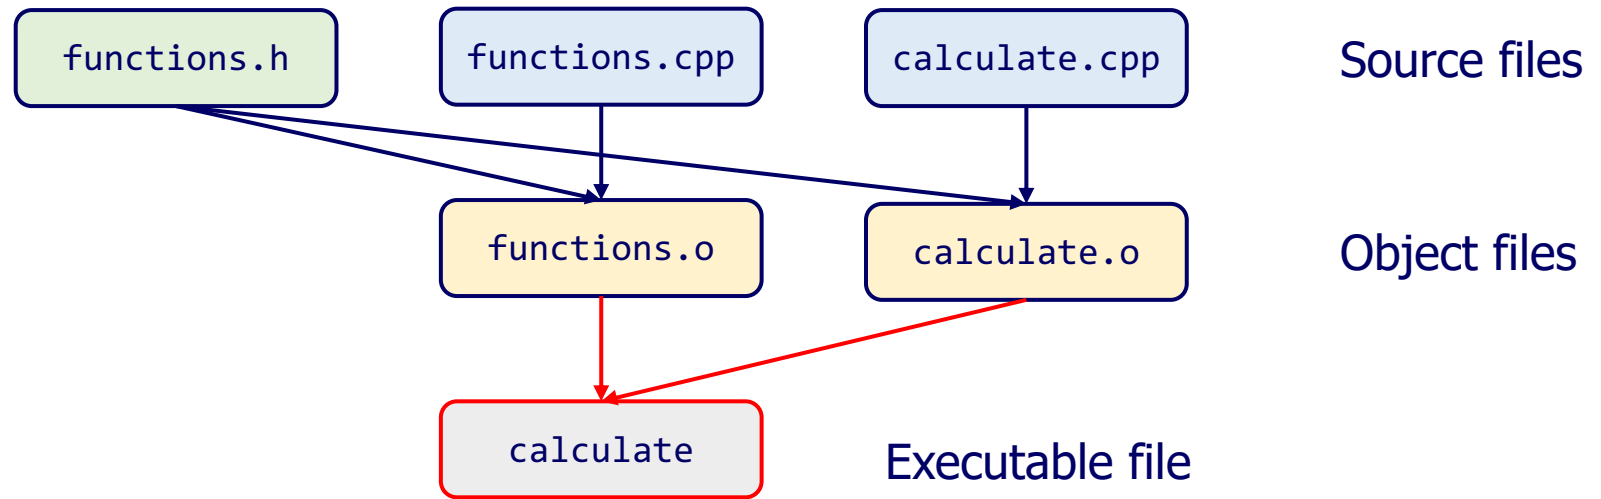 functions.h
functions.cpp
calculate.cpp
Source files
functions.o
calculate.o
Object files
calculate
Executable file